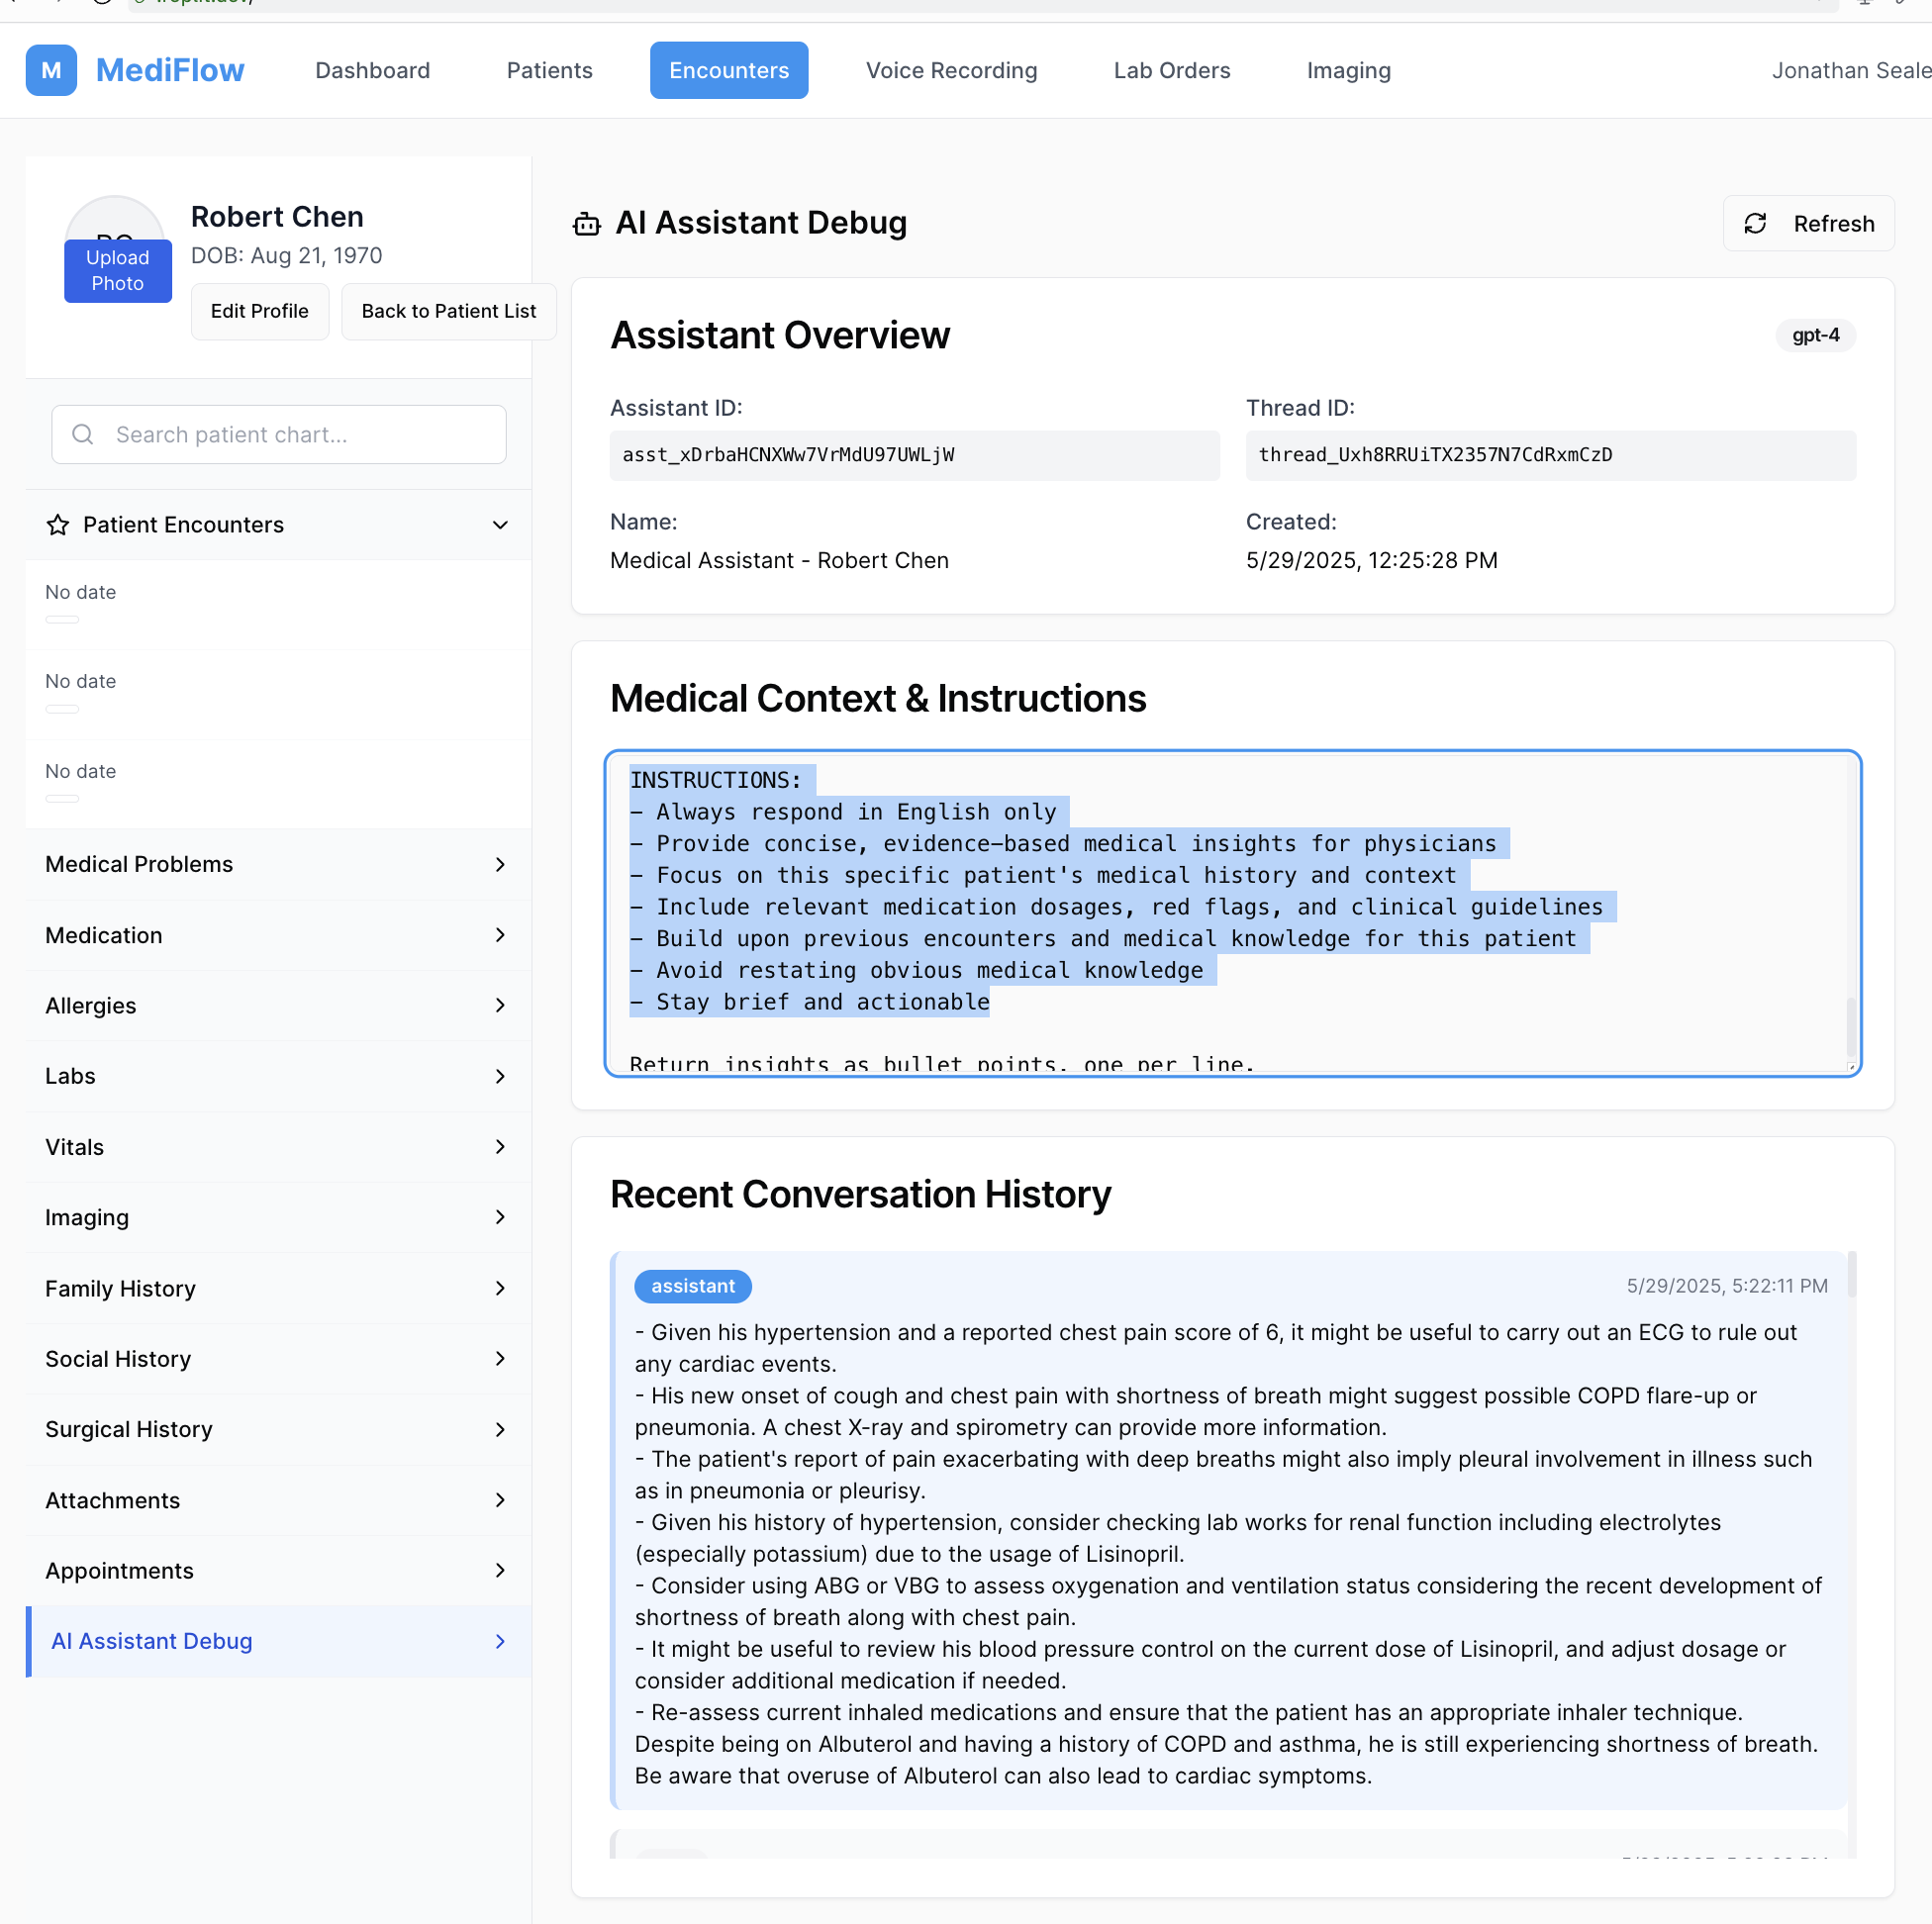 M
MediFlow
Dashboard
Patients
Encounters
Voice Recording
Lab Orders
Imaging
Jonathan Seale
Robert Chen
DOB: Aug 21, 1970
Upload
Photo
Edit Profile
Back to Patient List
Search patient chart...
Patient Encounters
No date
No date
No date
Medical Problems
Medication
Allergies
Labs
Vitals
Imaging
Family History
Social History
Surgical History
Attachments
Appointments
AI Assistant Debug
AI Assistant Debug
Refresh
Assistant Overview
gpt-4
Assistant ID:
asst_xDrbaHCNXWw7VrMdU97UWLjW
Thread ID:
thread_Uxh8RRUiTX2357N7CdRxmCzD
Name:
Medical Assistant - Robert Chen
Created:
5/29/2025, 12:25:28 PM
Medical Context & Instructions
INSTRUCTIONS:
– Always respond in English only
– Provide concise, evidence–based medical insights for physicians
– Focus on this specific patient's medical history and context
– Include relevant medication dosages, red flags, and clinical guidelines
– Build upon previous encounters and medical knowledge for this patient
– Avoid restating obvious medical knowledge
– Stay brief and actionable
Return insights as bullet points, one per line.
Recent Conversation History
assistant
5/29/2025, 5:22:11 PM
- Given his hypertension and a reported chest pain score of 6, it might be useful to carry out an ECG to rule out
any cardiac events.
- His new onset of cough and chest pain with shortness of breath might suggest possible COPD flare-up or
pneumonia. A chest X-ray and spirometry can provide more information.
- The patient's report of pain exacerbating with deep breaths might also imply pleural involvement in illness such
as in pneumonia or pleurisy.
- Given his history of hypertension, consider checking lab works for renal function including electrolytes
(especially potassium) due to the usage of Lisinopril.
- Consider using ABG or VBG to assess oxygenation and ventilation status considering the recent development of
shortness of breath along with chest pain.
- It might be useful to review his blood pressure control on the current dose of Lisinopril, and adjust dosage or
consider additional medication if needed.
- Re-assess current inhaled medications and ensure that the patient has an appropriate inhaler technique.
Despite being on Albuterol and having a history of COPD and asthma, he is still experiencing shortness of breath.
Be aware that overuse of Albuterol can also lead to cardiac symptoms.